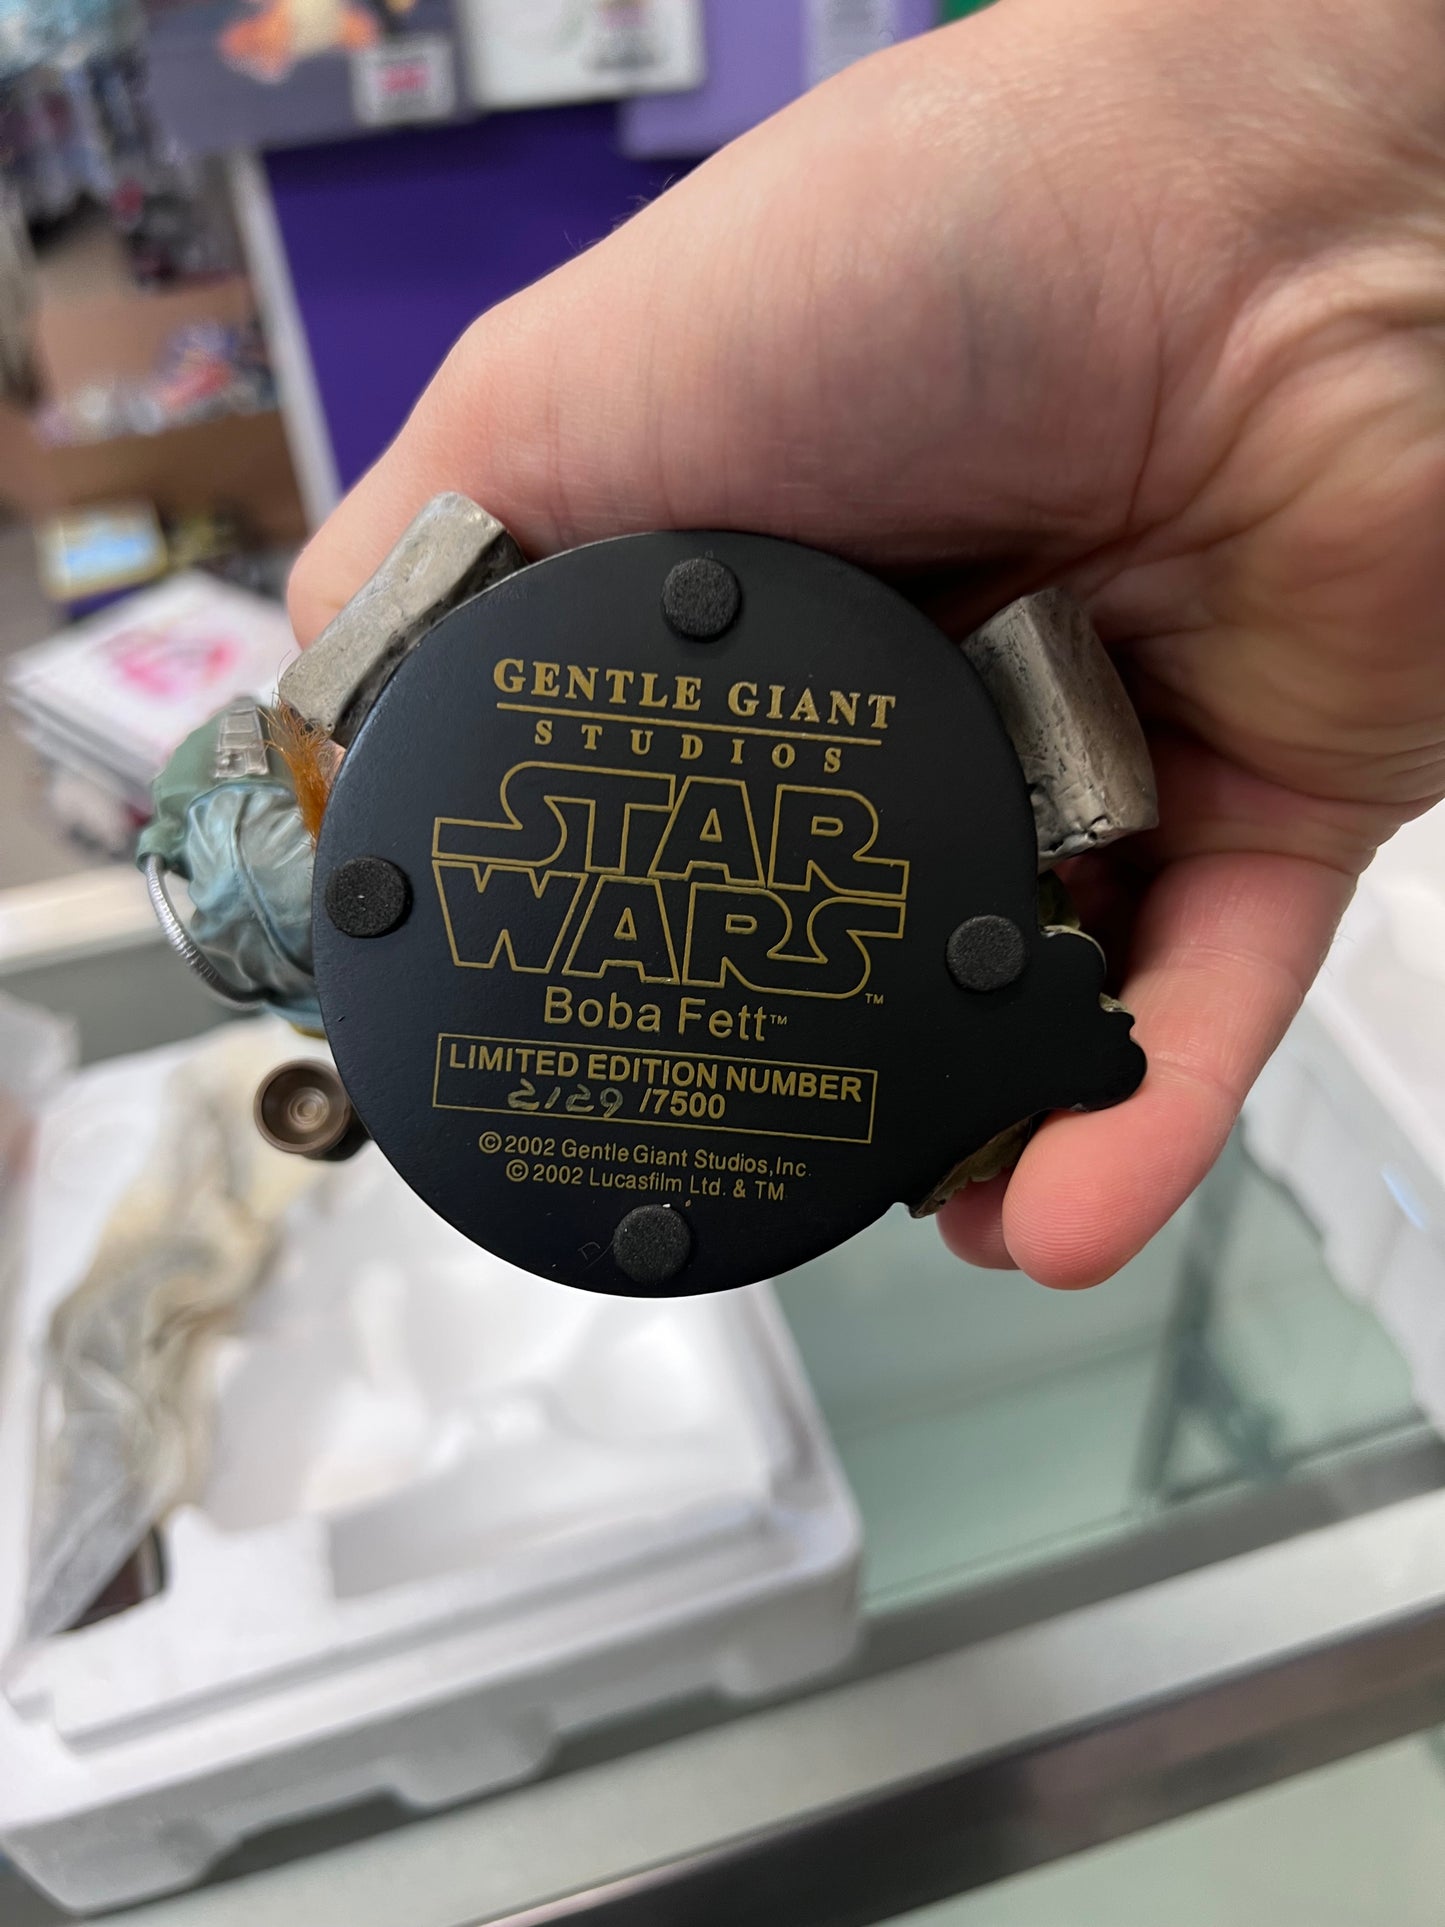 GENTLE GIANT
STUDIOS
STAR
WARS
™
Boba Fett™
LIMITED EDITION NUMBER
2129 /7500
©2002 Gentle Giant Studios, Inc.
©2002 Lucasfilm Ltd. & TM